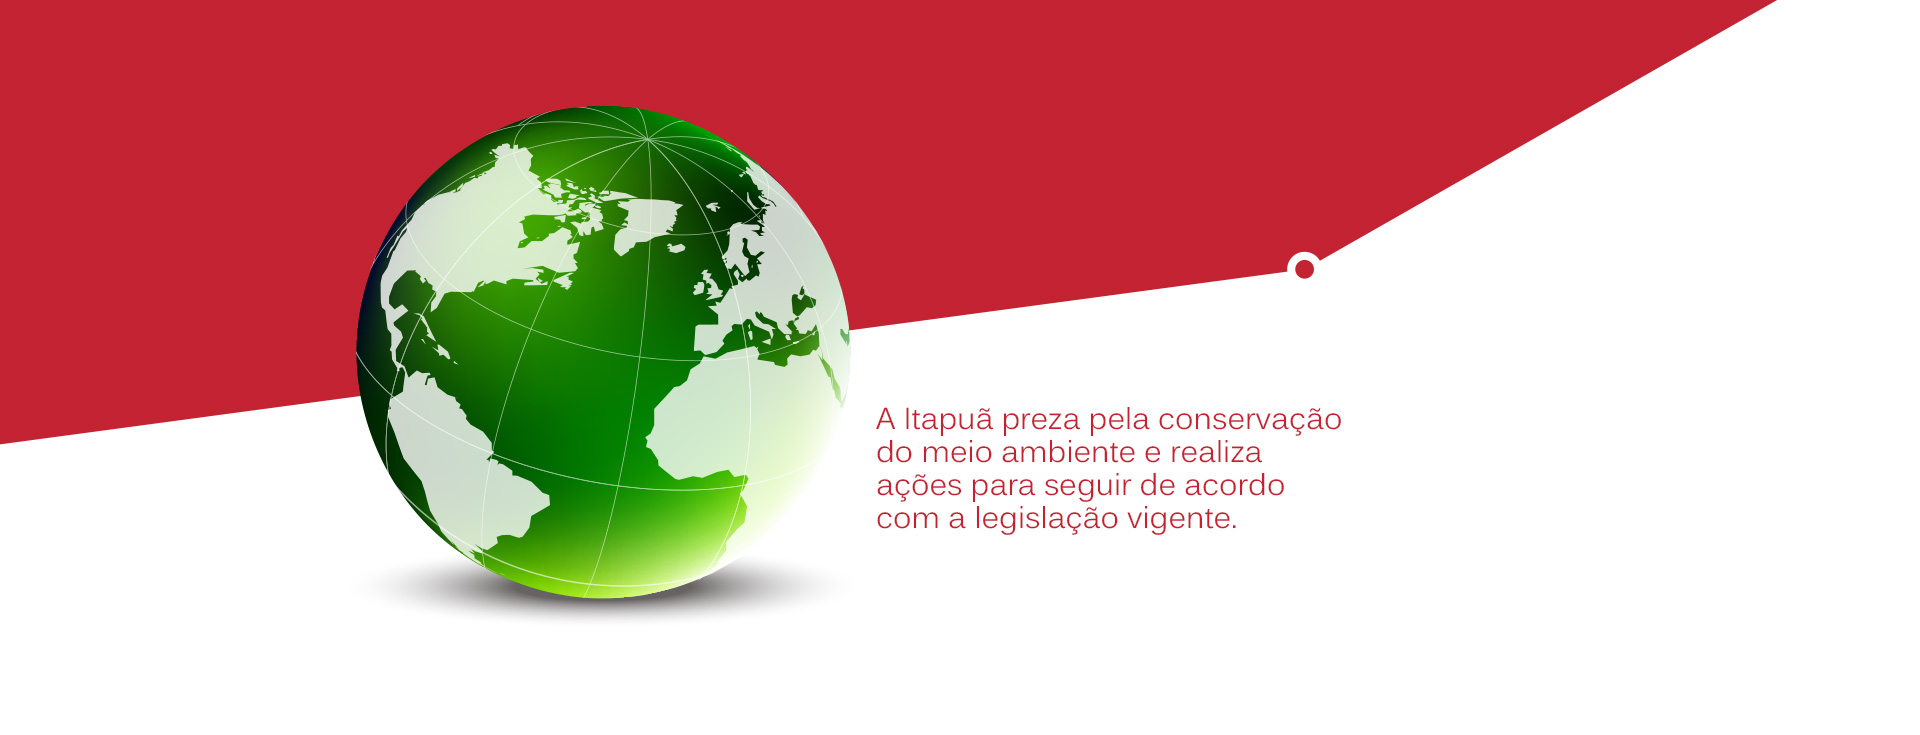 A Itapuã preza pela conservação
do meio ambiente e realiza
ações para seguir de acordo
com a legislação vigente.